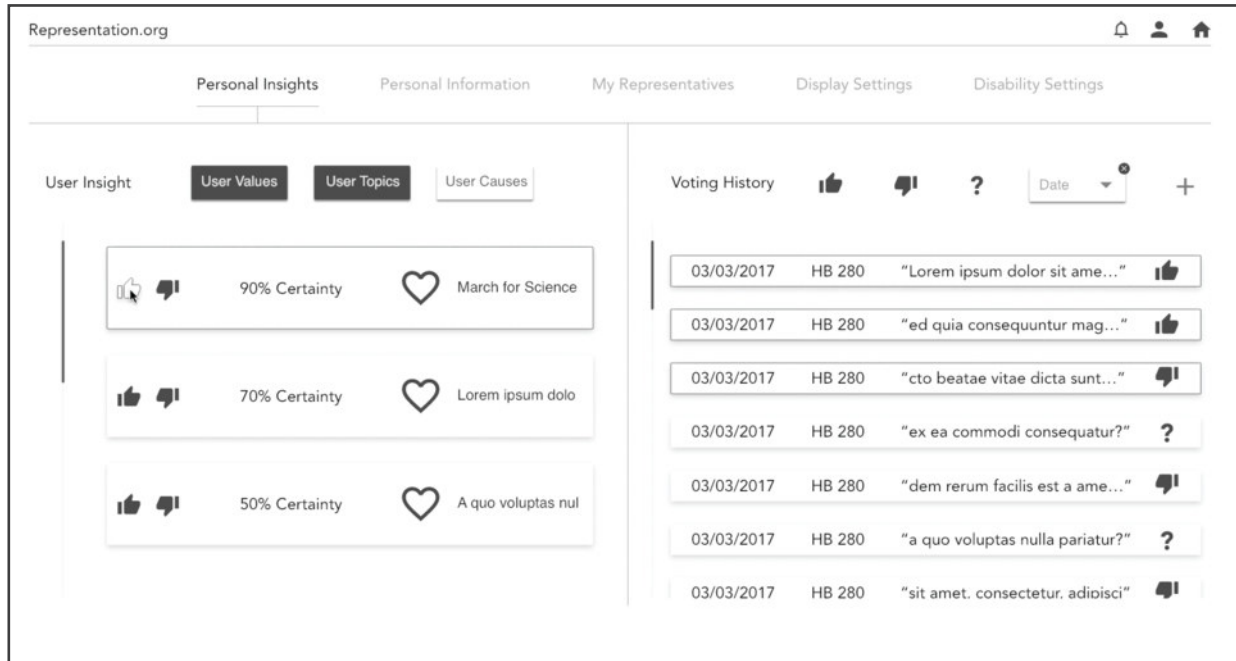 Representation.org
Personal Insights Personal Information My Representatives Display Settings Disability Settings
User Insight User Values User Topics User Causes
90% Certainty March for Science
70% Certainty Lorem ipsum dolo
50% Certainty A quo voluptas nul
Voting History ? Date
03/03/2017 HB 280 “Lorem ipsum dolor sit ame…”
03/03/2017 HB 280 “ed quia consequuntur mag…”
03/03/2017 HB 280 “cto beatae vitae dicta sunt…”
03/03/2017 HB 280 “ex ea commodi consequatur?” ?
03/03/2017 HB 280 “dem rerum facilis est a ame…”
03/03/2017 HB 280 “a quo voluptas nulla pariatur?” ?
03/03/2017 HB 280 “sit amet, consectetur, adipisci”